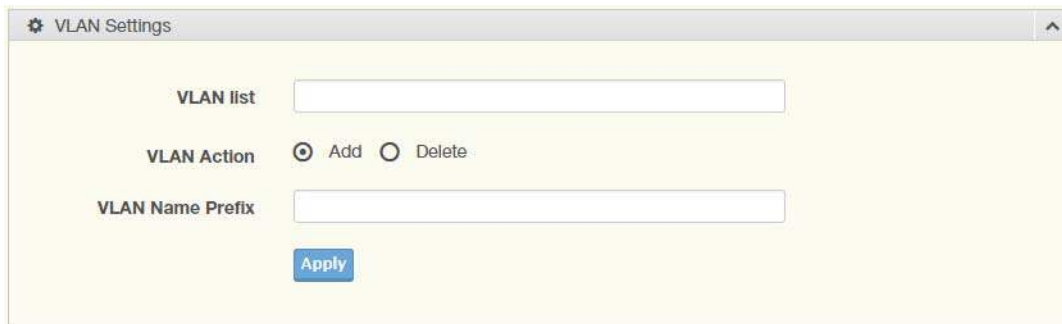 VLAN Settings
VLAN list
VLAN Action Add Delete
VLAN Name Prefix
Apply